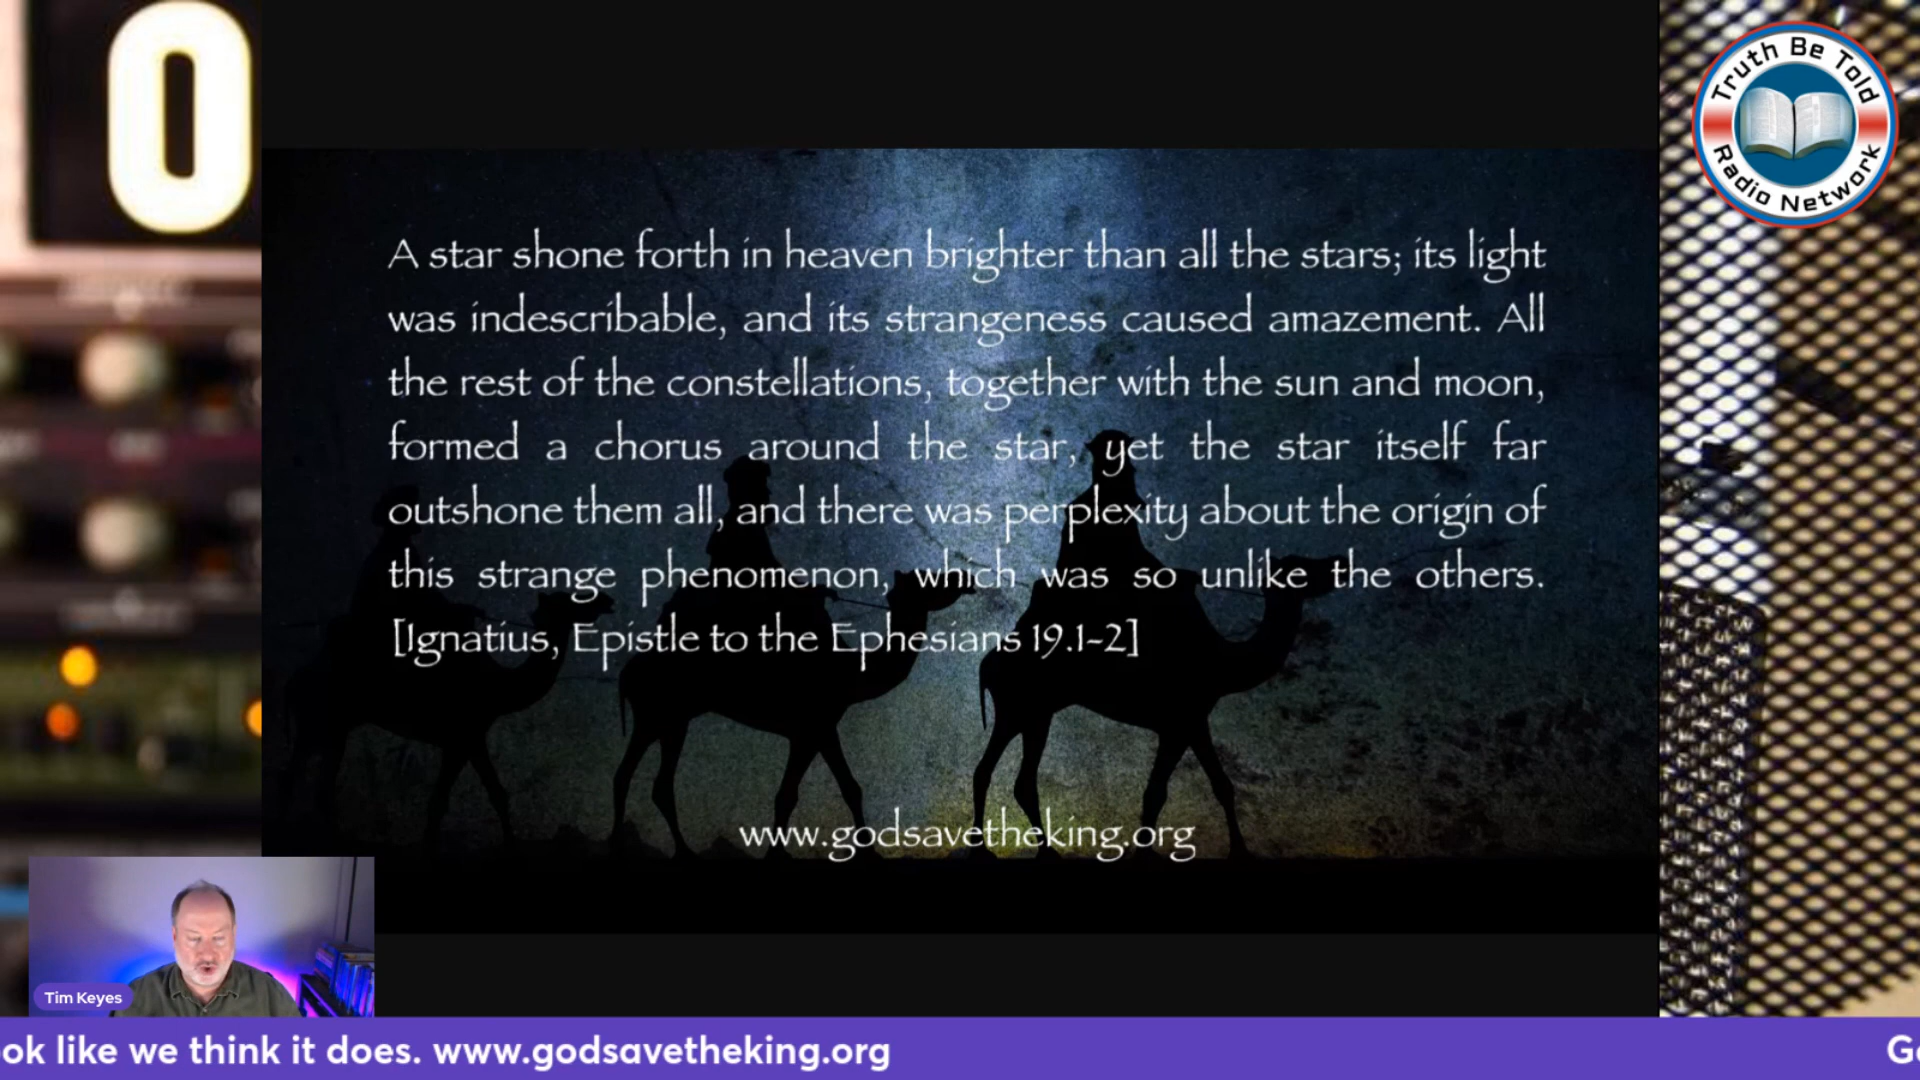 O
Truth Be Told
Radio Network
A star shone forth in heaven brighter than all the stars; its light
was indescribable, and its strangeness caused amazement. All
the rest of the constellations, together with the sun and moon,
formed a chorus around the star, yet the star itself far
outshone them all, and there was perplexity about the origin of
this strange phenomenon, which was so unlike the others.
[Ignatius, Epistle to the Ephesians 19.1-2]
www.godsavetheking.org
Tim Keyes
ok like we think it does. www.godsavetheking.org